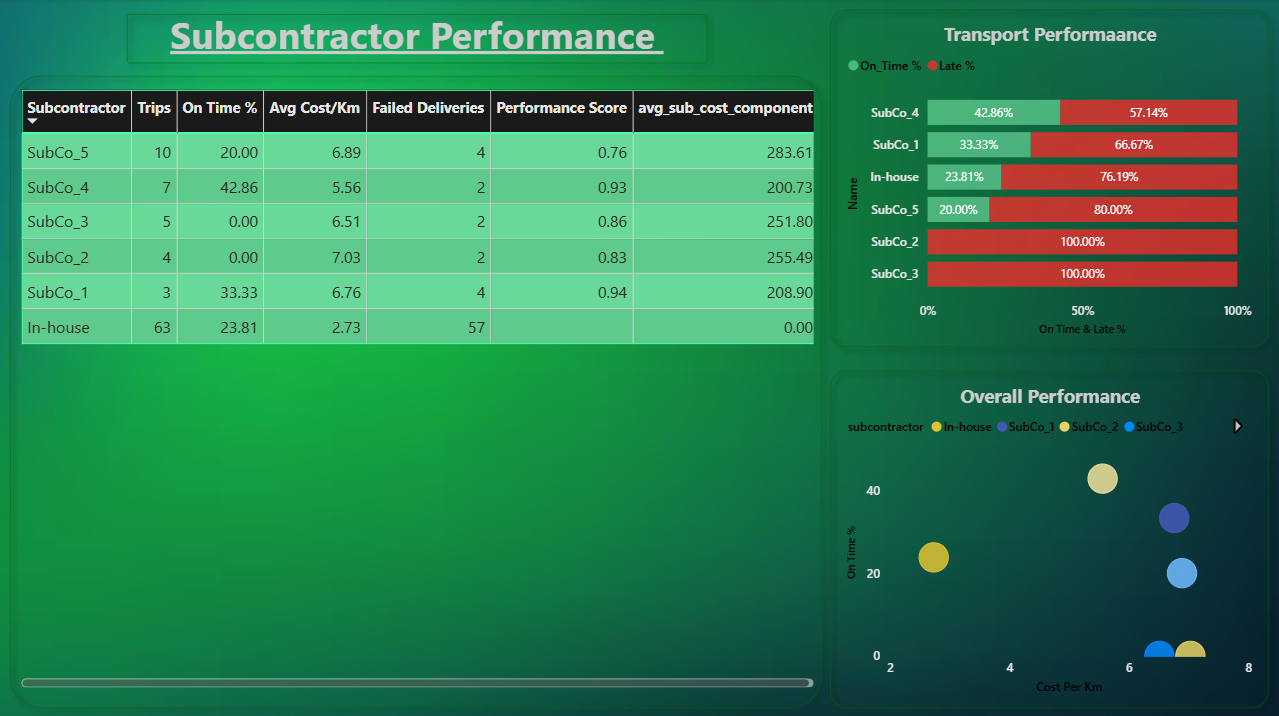 Subcontractor Performance
Subcontractor Trips On Time % Avg Cost/Km Failed Deliveries Performance Score avg_sub_cost_component
SubCo_5 10 20.00 6.89 4 0.76 283.61
SubCo_4 7 42.86 5.56 2 0.93 200.73
SubCo_3 5 0.00 6.51 2 0.86 251.80
SubCo_2 4 0.00 7.03 2 0.83 255.49
SubCo_1 3 33.33 6.76 4 0.94 208.90
In-house 63 23.81 2.73 57 0.00
Transport Performaance
On_Time % Late %
Name
SubCo_4 42.86% 57.14%
SubCo_1 33.33% 66.67%
In-house 23.81% 76.19%
SubCo_5 20.00% 80.00%
SubCo_2 100.00%
SubCo_3 100.00%
0% 50% 100%
On Time & Late %
Overall Performance
subcontractor In-house SubCo_1 SubCo_2 SubCo_3
On Time %
40
20
0
2 4 6 8
Cost Per Km